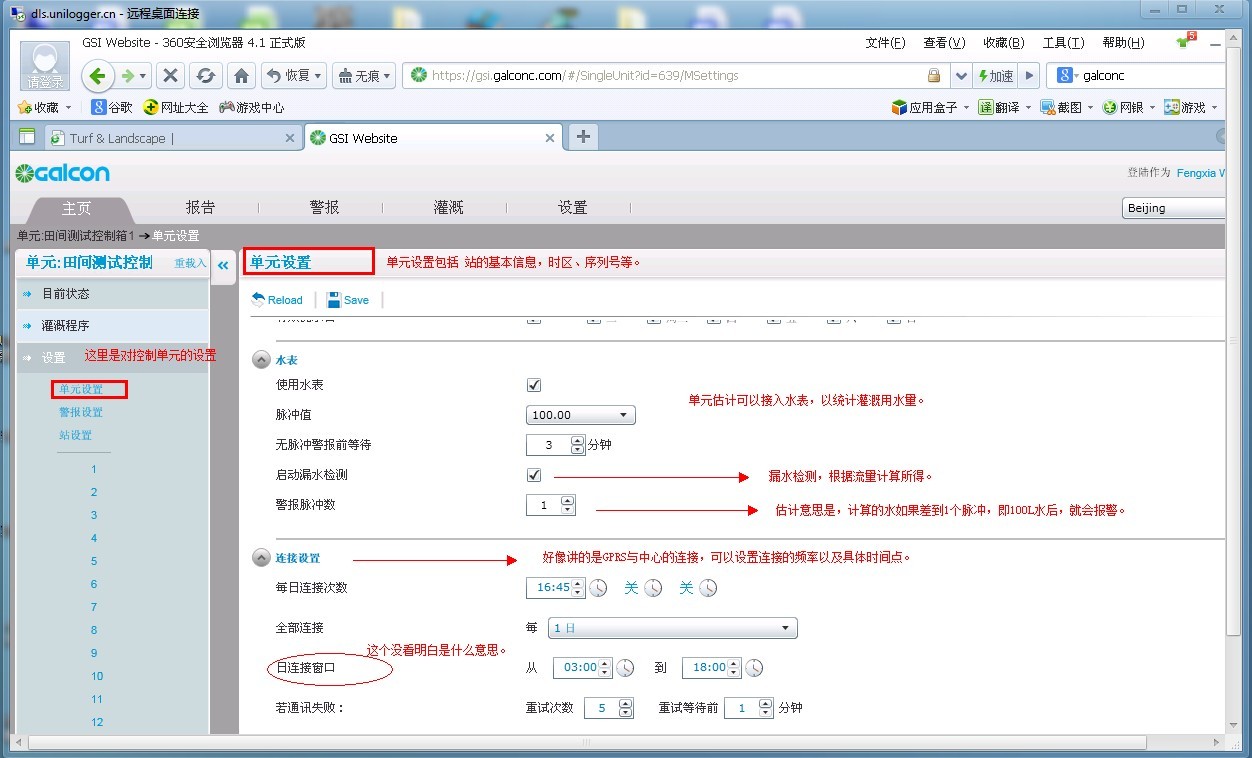 dls.unilogger.cn - 远程桌面连接
GSI Website - 360安全浏览器 4.1 正式版
文件(F) 查看(V) 收藏(B) 工具(T) 帮助(H) 5
请登录
恢复 无痕 https://gsi.galconc.com/#/SingleUnit?id=639/MSettings 加速 galconc
收藏 谷歌 网址大全 游戏中心 应用盒子 翻译 截图 网银 游戏
Turf & Landscape |
GSI Website
Galcon
登陆作为 Fengxia
主页 报告 警报 灌溉 设置
Beijing
单元:田间测试控制箱1 单元设置
单元:田间测试控制 重载入 «
单元设置
单元设置包括 站的基本信息，时区、序列号等。
目前状态
Reload Save
灌溉程序
设置 这里是对控制单元的设置
单元设置
警报设置
站设置
1
2
3
4
5
6
7
8
9
10
11
12
水表
使用水表
单元估计可以接入水表，以统计灌溉用水量。
脉冲值 100.00
无脉冲警报前等待 3 分钟
启动漏水检测 漏水检测，根据流量计算所得。
警报脉冲数 1 估计意思是，计算的水如果差到1个脉冲，即100L水后，就会报警。
连接设置 好像讲的是GPRS与中心的连接，可以设置连接的频率以及具体时间点。
每日连接次数 16:45 关 关
全部连接 每 1 日
这个没看明白是什么意思。
日连接窗口 从 03:00 到 18:00
若通讯失败： 重试次数 5 重试等待前 1 分钟